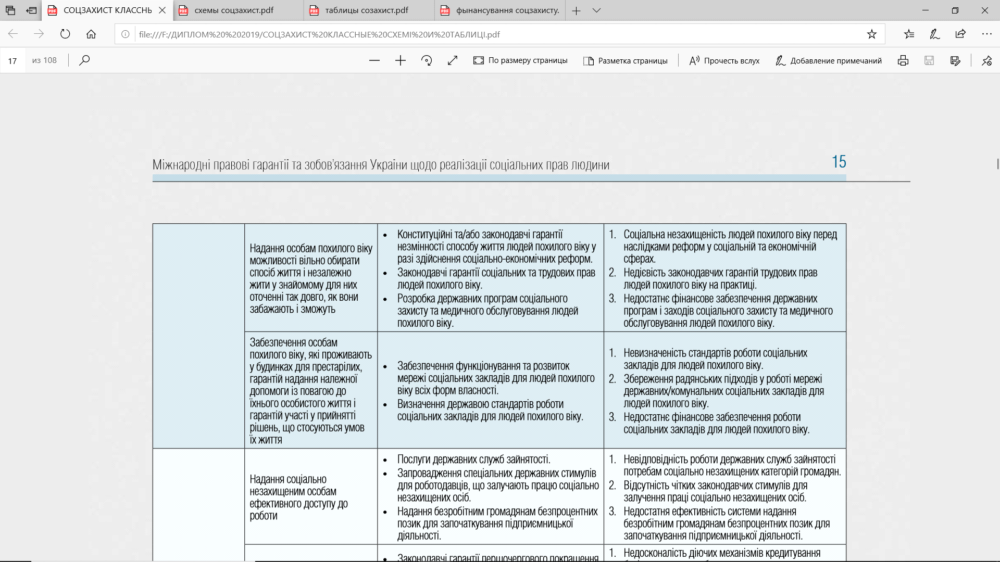 СОЦЗАХИСТ КЛАССНЬ
схемы соцзахист.pdf
таблицы созахист.pdf
фынансування соцзахисту.
file:///F:/ДИПЛОМ%20%202019/СОЦЗАХИСТ%20КЛАССНЫЕ%20СХЕМІ%20И%20ТАБЛИЦІ.pdf
17 из 108
По размеру страницы
Разметка страницы
Прочесть вслух
Добавление примечаний
Міжнародні правові гарантії та зобов’язання України щодо реалізації соціальних прав людини
15
Надання особам похилого віку
можливості вільно обирати
спосіб життя і незалежно
жити у знайомому для них
оточенні так довго, як вони
забажають і зможуть
• Конституційні та/або законодавчі гарантії
незмінності способу життя людей похилого віку у
разі здійснення соціально-економічних реформ.
• Законодавчі гарантії соціальних та трудових прав
людей похилого віку.
• Розробка державних програм соціального
захисту та медичного обслуговування людей
похилого віку.
1. Соціальна незахищеність людей похилого віку перед
наслідками реформ у соціальній та економічній
сферах.
2. Недієвість законодавчих гарантій трудових прав
людей похилого віку на практиці.
3. Недостатнє фінансове забезпечення державних
програм і заходів соціального захисту та медичного
обслуговування людей похилого віку.
Забезпечення особам
похилого віку, які проживають
у будинках для престарілих,
гарантій надання належної
допомоги із повагою до
їхнього особистого життя і
гарантій участі у прийнятті
рішень, що стосуються умов
їх життя
• Забезпечення функціонування та розвиток
мережі соціальних закладів для людей похилого
віку всіх форм власності.
• Визначення державою стандартів роботи
соціальних закладів для людей похилого віку.
1. Невизначеність стандартів роботи соціальних
закладів для людей похилого віку.
2. Збереження радянських підходів у роботі мережі
державних/комунальних соціальних закладів для
людей похилого віку.
3. Недостатнє фінансове забезпечення роботи
соціальних закладів для людей похилого віку.
Надання соціально
незахищеним особам
ефективного доступу до
роботи
• Послуги державних служб зайнятості.
• Запровадження спеціальних державних стимулів
для роботодавців, що залучають працю соціально
незахищених осіб.
• Надання безробітним громадянам безпроцентних
позик для започаткування підприємницької
діяльності.
1. Невідповідність роботи державних служб зайнятості
потребам соціально незахищених категорій громадян.
2. Відсутність чітких законодавчих стимулів для
залучення праці соціально незахищених осіб.
3. Недостатня ефективність системи надання
безробітним громадянам безпроцентних позик для
започаткування підприємницької діяльності.
• Законодавчі гарантії першочергового покращення
1. Недосконалість діючих механізмів кредитування